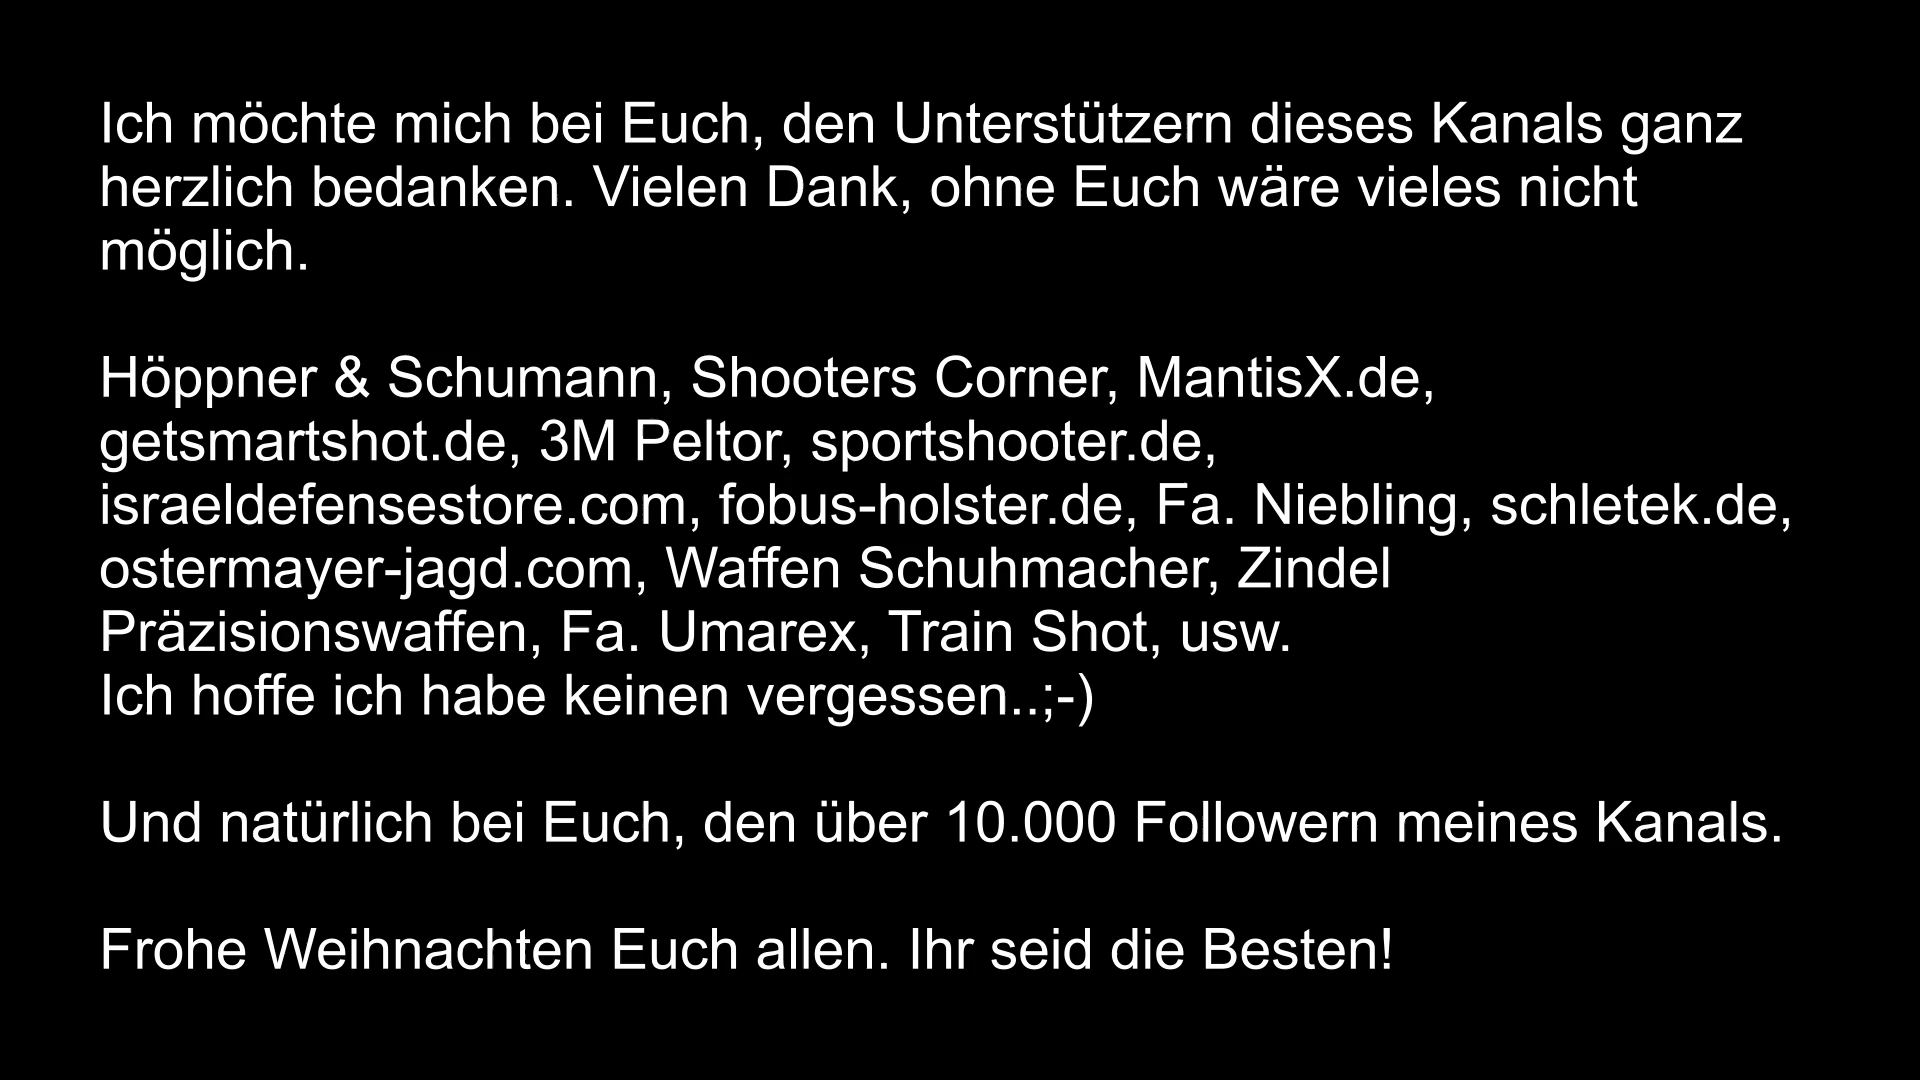 Ich möchte mich bei Euch, den Unterstützern dieses Kanals ganz
herzlich bedanken. Vielen Dank, ohne Euch wäre vieles nicht
möglich.
Höppner & Schumann, Shooters Corner, MantisX.de,
getsmartshot.de, 3M Peltor, sportshooter.de,
israeldefensestore.com, fobus-holster.de, Fa. Niebling, schletek.de,
ostermayer-jagd.com, Waffen Schuhmacher, Zindel
Präzisionswaffen, Fa. Umarex, Train Shot, usw.
Ich hoffe ich habe keinen vergessen..;-)
Und natürlich bei Euch, den über 10.000 Followern meines Kanals.
Frohe Weihnachten Euch allen. Ihr seid die Besten!